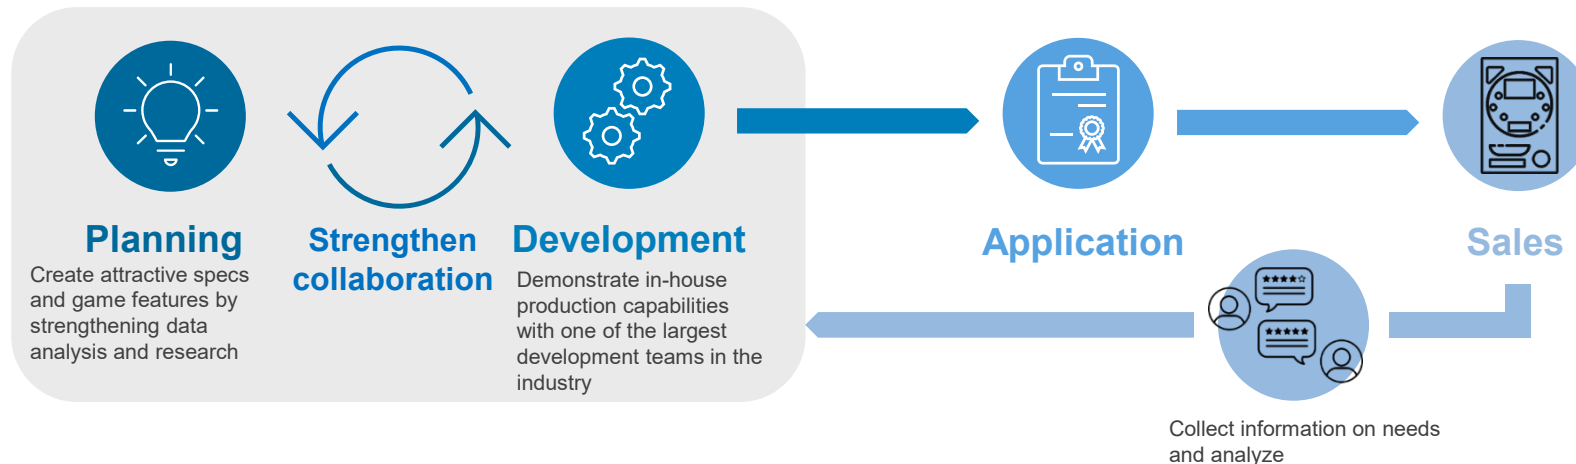 Planning
Create attractive specs
and game features by
strengthening data
analysis and research
Strengthen
collaboration
Development
Demonstrate in-house
production capabilities
with one of the largest
development teams in the
industry
Application
Sales
Collect information on needs
and analyze